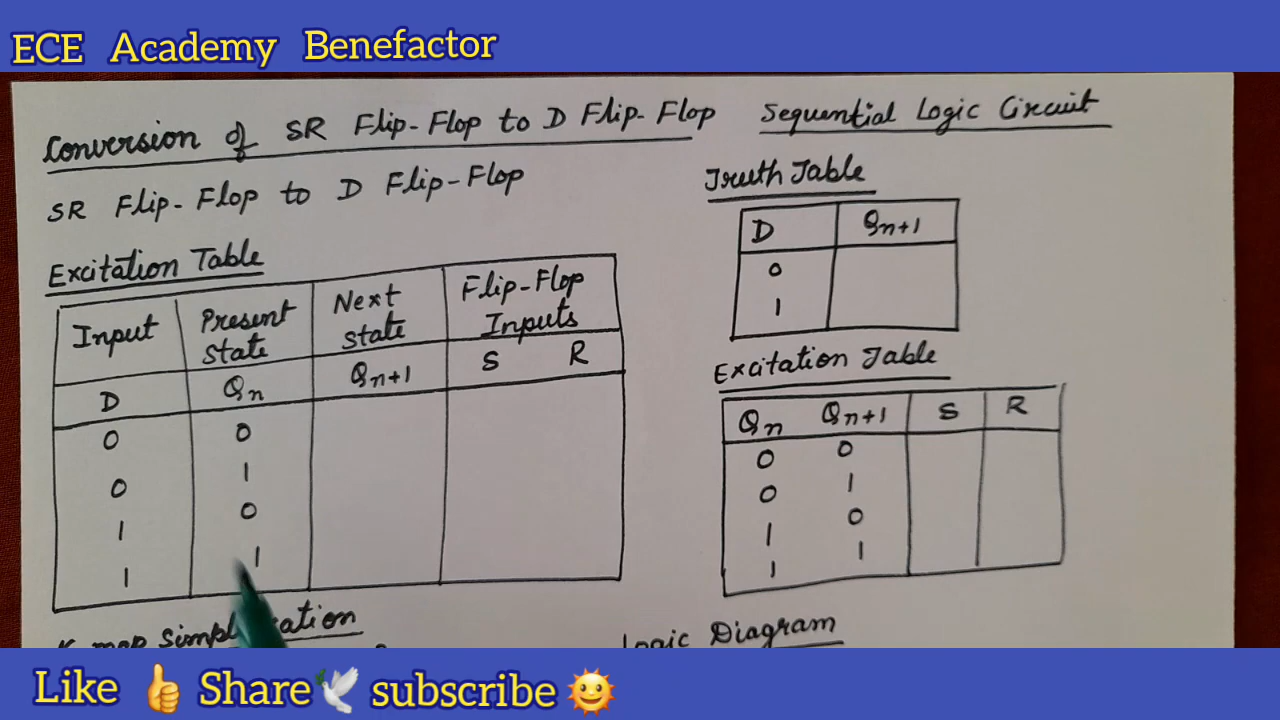 ECE Academy Benefactor
Conversion of SR Flip-Flop to D Flip-Flop
Sequential Logic Circuit
SR Flip-Flop to D Flip-Flop
Excitation Table
Input Present State Next State Flip-Flop Inputs
D Qn Qn+1 S R
0 0
0 1
1 0
1 1
Truth Table
D Qn+1
0
1
Excitation Table
Qn Qn+1 S R
0 0
0 1
1 0
1 1
K-map
Logic Diagram
Like 👍 Share 🕊 subscribe 🌞